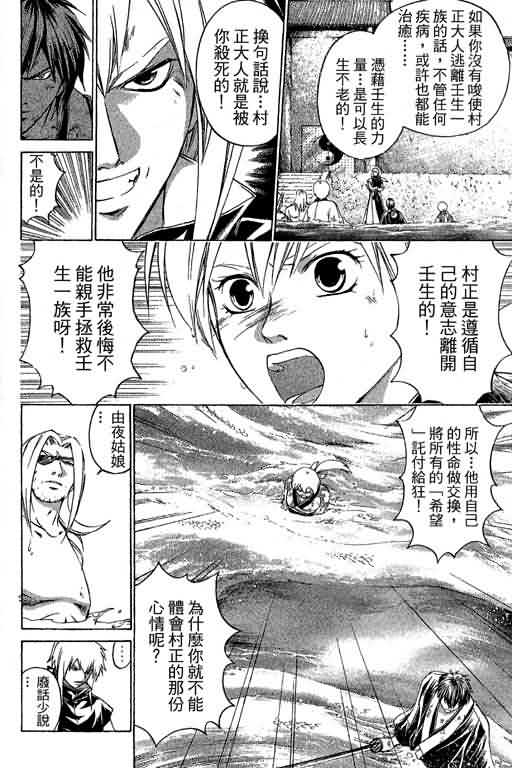 如果你沒有唆使村
正大人逃離壬生一
族的話，不管任何
疾病，或許也都能
治癒……
憑藉壬生的力
量…是可以長
生不老的！
換句話說…村
正大人就是被
你殺死的！
不是的！
村正是遵循自
己的意志離開
壬生的！
他非常後悔不
能親手拯救壬
生一族呀！
所以…他用自己
的性命做交換，
將所有的「希望
」託付給狂！
由夜姑娘
…
為什麼你就不能
體會村正的那份
心情呢？
…
廢話少說
…